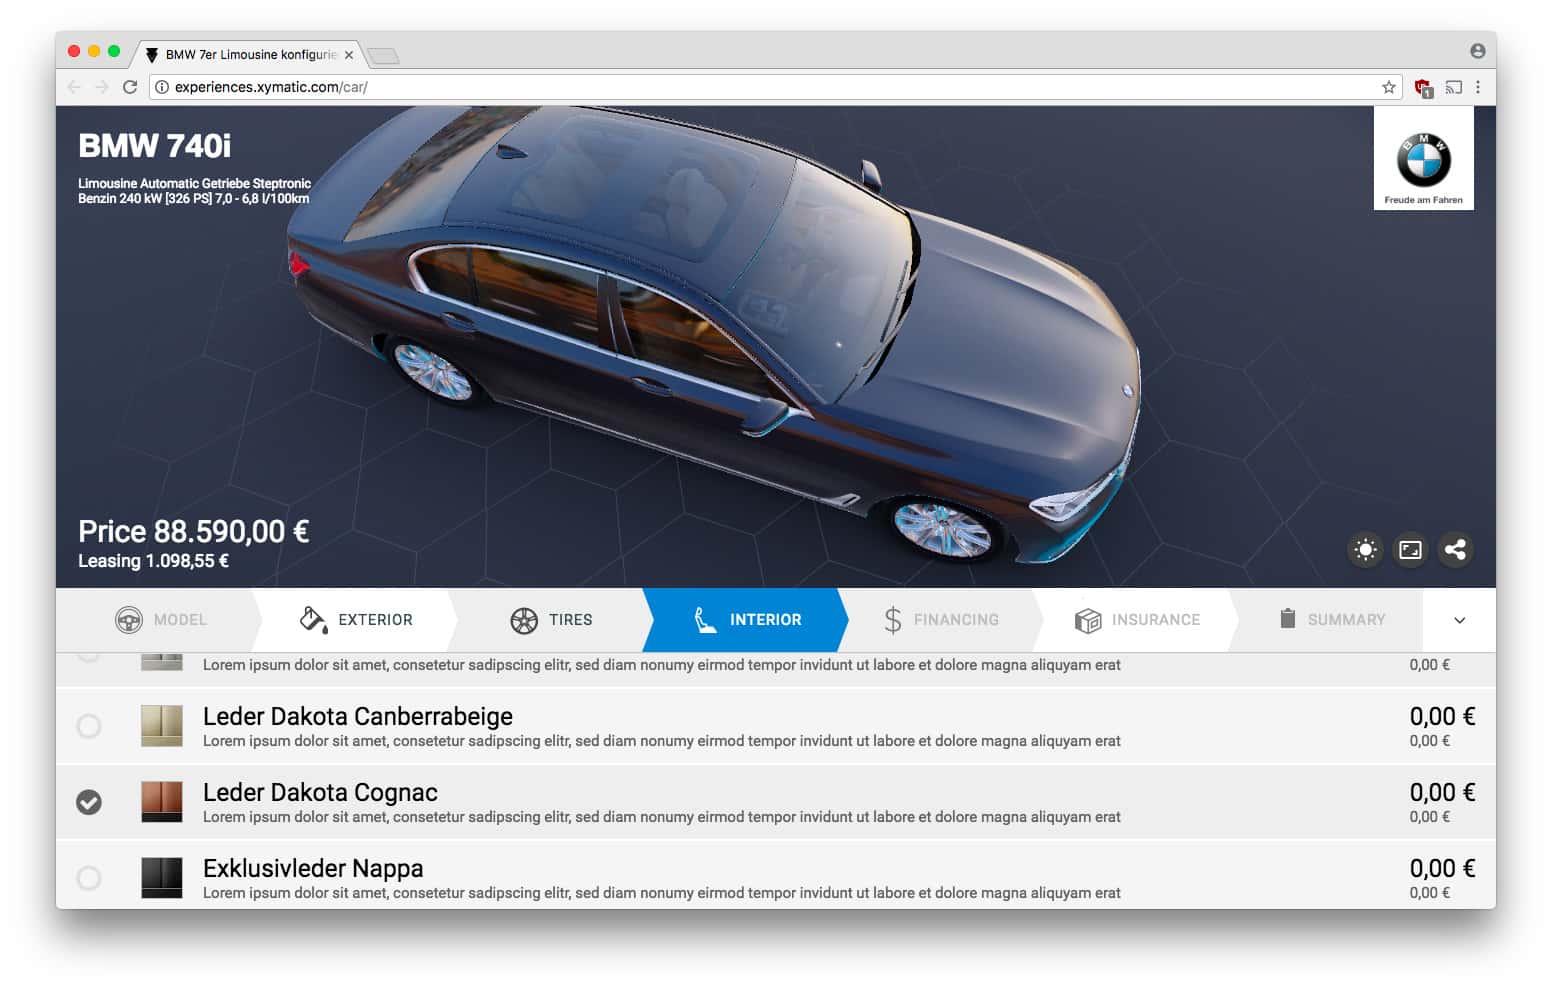 BMW 7er Limousine konfigurie
experiences.xymatic.com/car/
1
BMW 740i
Limousine Automatic Getriebe Steptronic
Benzin 240 kW [326 PS] 7,0 - 6,8 l/100km
BMW
Freude am Fahren
Price 88.590,00 €
Leasing 1.098,55 €
MODEL EXTERIOR TIRES INTERIOR FINANCING INSURANCE SUMMARY
Lorem ipsum dolor sit amet, consetetur sadipscing elitr, sed diam nonumy eirmod tempor invidunt ut labore et dolore magna aliquyam erat 0,00 €
Leder Dakota Canberrabeige 0,00 €
Lorem ipsum dolor sit amet, consetetur sadipscing elitr, sed diam nonumy eirmod tempor invidunt ut labore et dolore magna aliquyam erat 0,00 €
Leder Dakota Cognac 0,00 €
Lorem ipsum dolor sit amet, consetetur sadipscing elitr, sed diam nonumy eirmod tempor invidunt ut labore et dolore magna aliquyam erat 0,00 €
Exklusivleder Nappa 0,00 €
Lorem ipsum dolor sit amet, consetetur sadipscing elitr, sed diam nonumy eirmod tempor invidunt ut labore et dolore magna aliquyam erat 0,00 €